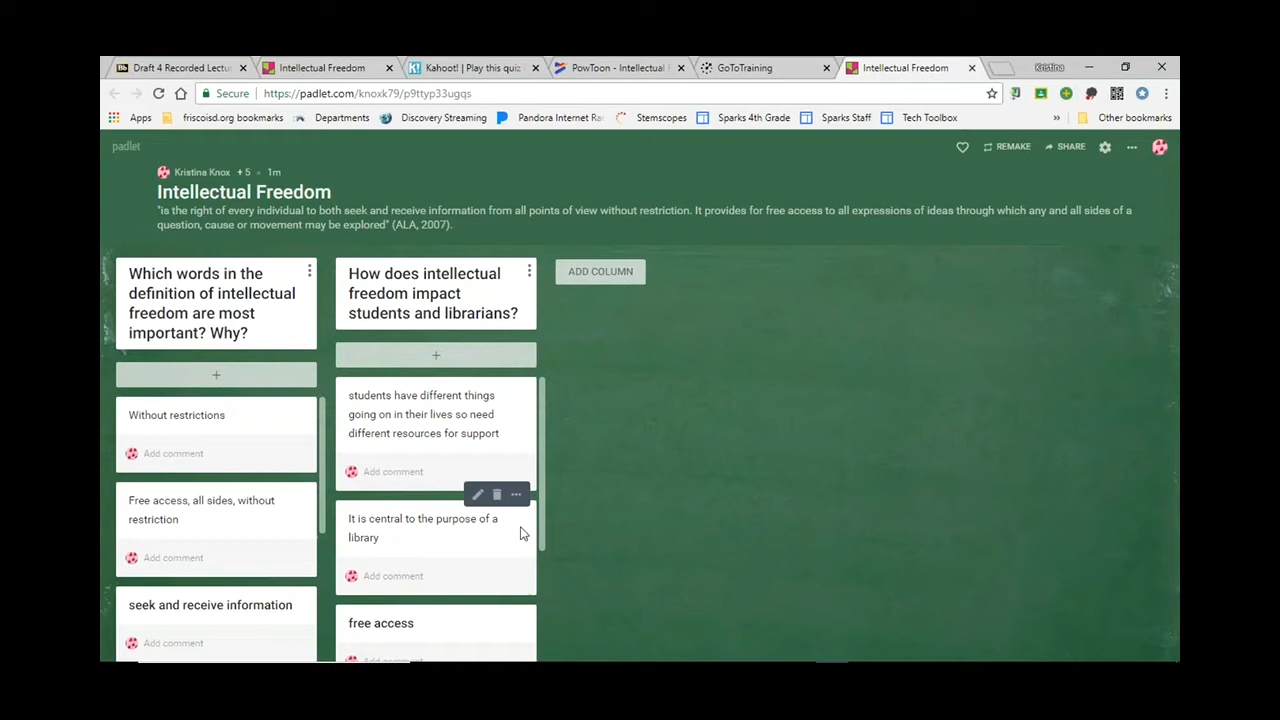 Draft 4 Recorded Lectu
Intellectual Freedom
Kahoot! | Play this quiz
PowToon - Intellectual F
GoToTraining
Intellectual Freedom
Kristina
Secure
https://padlet.com/knoxk79/p9ttyp33ugqs
Apps
friscoisd.org bookmarks
Departments
Discovery Streaming
Pandora Internet Ra
Stemscopes
Sparks 4th Grade
Sparks Staff
Tech Toolbox
»
Other bookmarks
padlet
REMAKE
SHARE
Kristina Knox +5 • 1m
Intellectual Freedom
"is the right of every individual to both seek and receive information from all points of view without restriction. It provides for free access to all expressions of ideas through which any and all sides of a
question, cause or movement may be explored" (ALA, 2007).
Which words in the
definition of intellectual
freedom are most
important? Why?
+
Without restrictions
Add comment
Free access, all sides, without
restriction
Add comment
seek and receive information
Add comment
How does intellectual
freedom impact
students and librarians?
+
students have different things
going on in their lives so need
different resources for support
Add comment
It is central to the purpose of a
library
Add comment
free access
Add comment
ADD COLUMN